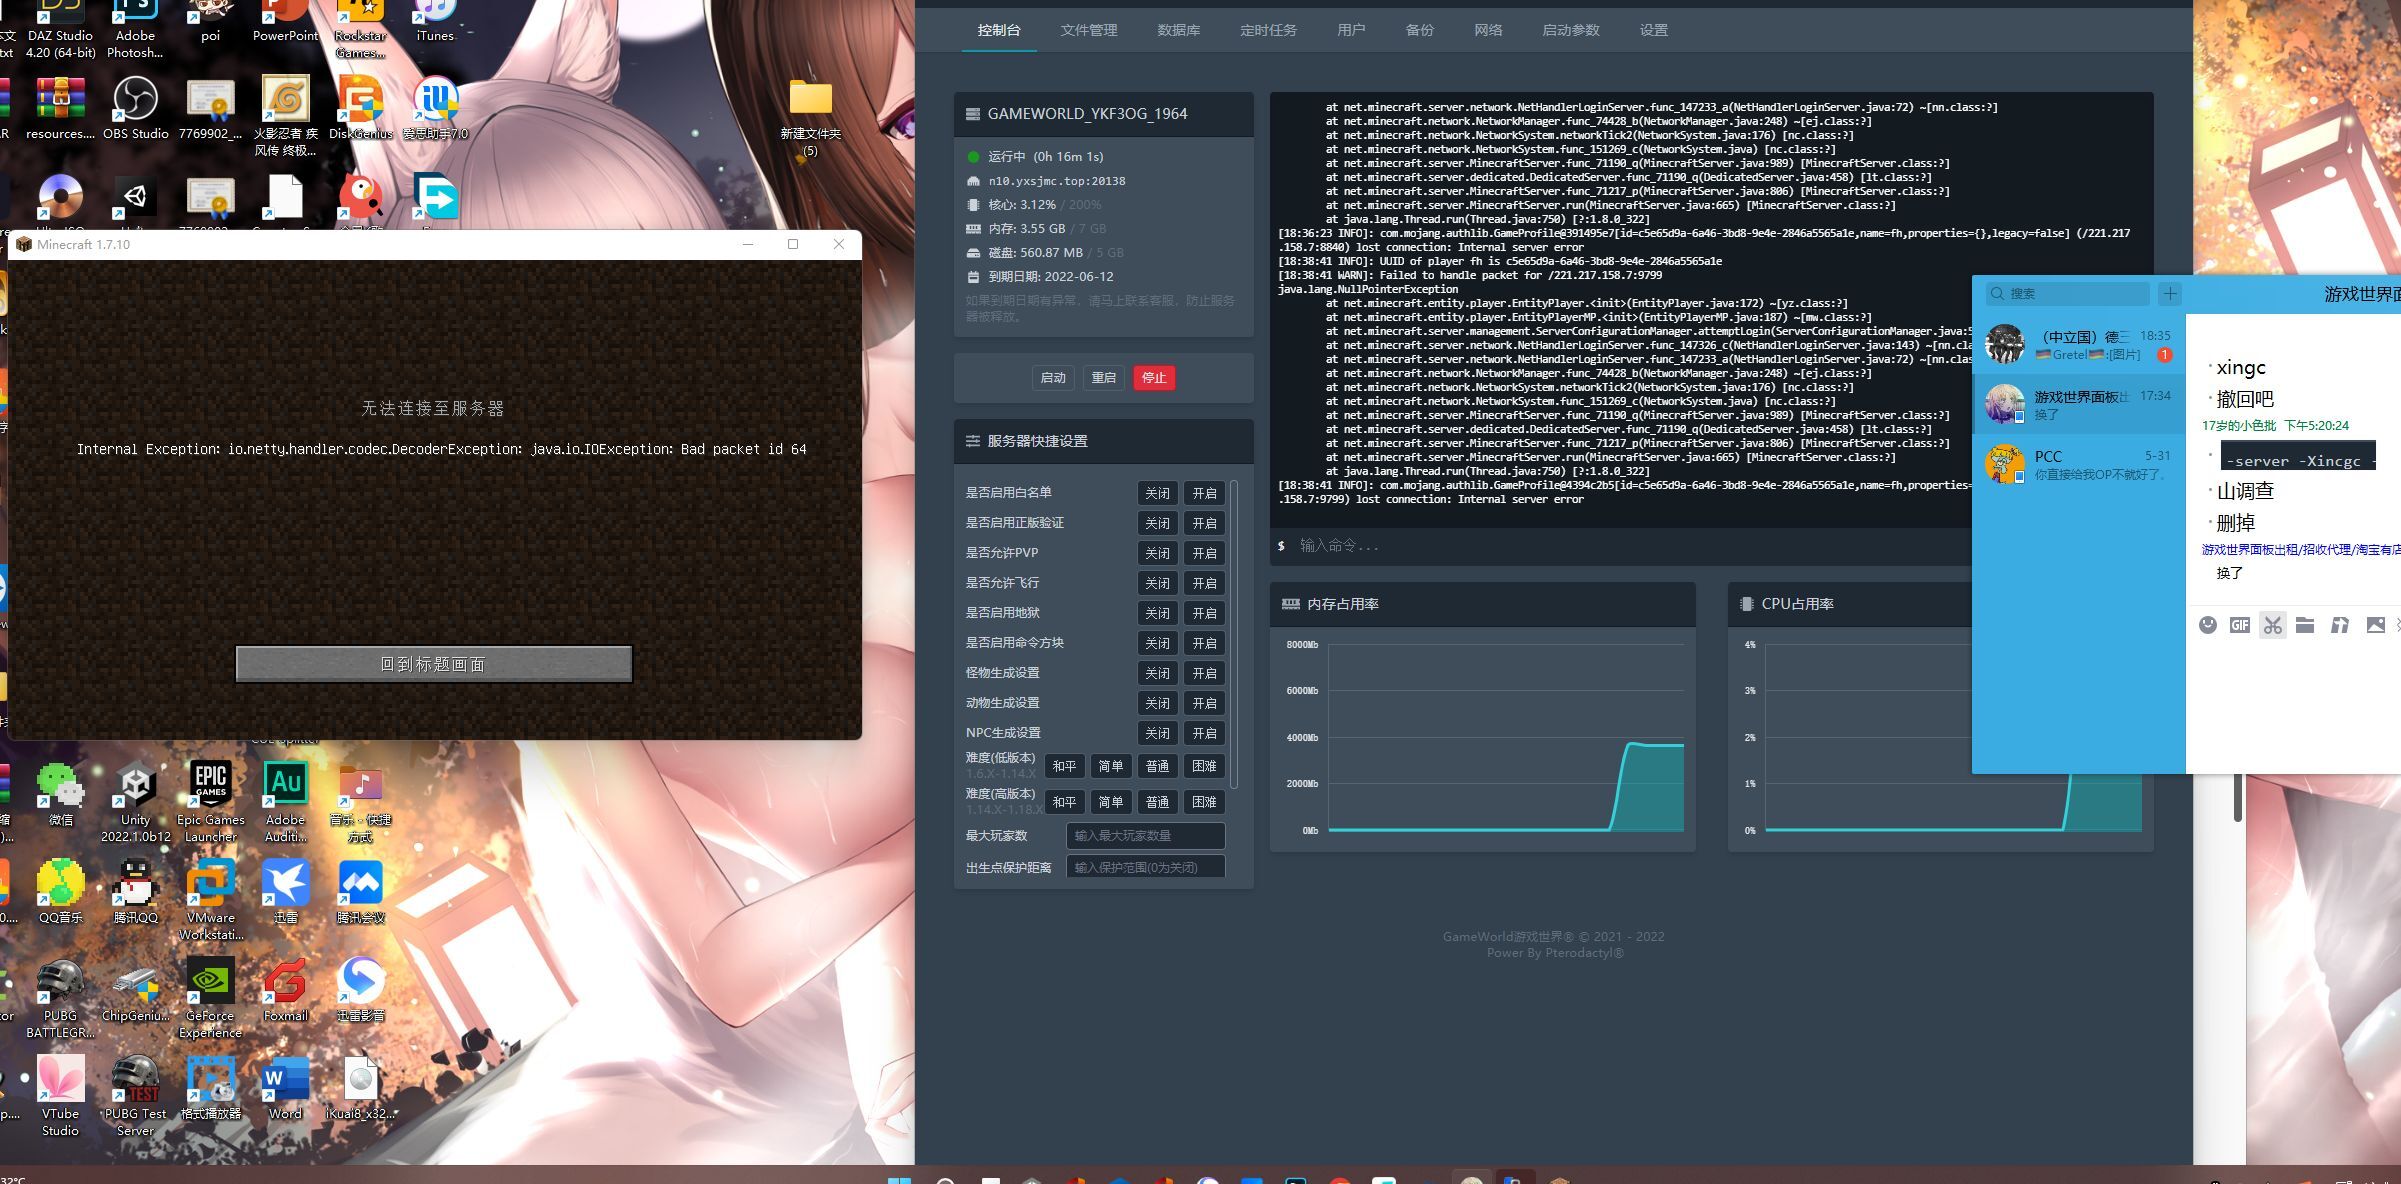 DAZ Studio
4.20 (64-bit)
Adobe
Photosh...
poi
PowerPoint
Rockstar
Games...
iTunes
resources....
OBS Studio
7769902_...
火影忍者 疾
风传 终极...
DiskGenius
爱思助手7.0
新建文件夹
(5)
Minecraft 1.7.10
无法连接至服务器
Internal Exception: io.netty.handler.codec.DecoderException: java.io.IOException: Bad packet id 64
回到标题画面
微信
Unity
2022.1.0b12
Epic Games
Launcher
Adobe
Auditi...
音乐 - 快捷
方式
QQ音乐
腾讯QQ
VMware
Workstati...
迅雷
腾讯会议
PUBG
BATTLEGR...
ChipGeniu...
GeForce
Experience
Foxmail
迅雷影音
VTube
Studio
PUBG Test
Server
格式播放器
Word
iKuai8_x32...
32°C
控制台
文件管理
数据库
定时任务
用户
备份
网络
启动参数
设置
GAMEWORLD_YKF3OG_1964
运行中 (0h 16m 1s)
n10.yxsjmc.top:20138
核心: 3.12% / 200%
内存: 3.55 GB / 7 GB
磁盘: 560.87 MB / 5 GB
到期日期: 2022-06-12
如果到期日期有异常，请马上联系客服，防止服务
器被释放。
启动 重启 停止
服务器快捷设置
是否启用白名单 关闭 开启
是否启用正版验证 关闭 开启
是否允许PVP 关闭 开启
是否允许飞行 关闭 开启
是否启用地狱 关闭 开启
是否启用命令方块 关闭 开启
怪物生成设置 关闭 开启
动物生成设置 关闭 开启
NPC生成设置 关闭 开启
难度(低版本) 和平 简单 普通 困难
1.6.X-1.14.X
难度(高版本) 和平 简单 普通 困难
1.14.X-1.18.X
最大玩家数 输入最大玩家数量
出生点保护距离 输入保护范围(0为关闭)
at net.minecraft.server.network.NetHandlerLoginServer.func_147233_a(NetHandlerLoginServer.java:72) ~[nn.class:?]
at net.minecraft.network.NetworkManager.func_74428_b(NetworkManager.java:248) ~[ej.class:?]
at net.minecraft.network.NetworkSystem.networkTick2(NetworkSystem.java:176) [nc.class:?]
at net.minecraft.network.NetworkSystem.func_151269_c(NetworkSystem.java) [nc.class:?]
at net.minecraft.server.MinecraftServer.func_71190_q(MinecraftServer.java:989) [MinecraftServer.class:?]
at net.minecraft.server.dedicated.DedicatedServer.func_71190_q(DedicatedServer.java:458) [lt.class:?]
at net.minecraft.server.MinecraftServer.func_71217_p(MinecraftServer.java:806) [MinecraftServer.class:?]
at net.minecraft.server.MinecraftServer.run(MinecraftServer.java:665) [MinecraftServer.class:?]
at java.lang.Thread.run(Thread.java:750) [?:1.8.0_322]
[18:36:23 INFO]: com.mojang.authlib.GameProfile@391495e7[id=c5e65d9a-6a46-3bd8-9e4e-2846a5565a1e,name=fh,properties={},legacy=false] (/221.217
.158.7:8840) lost connection: Internal server error
[18:38:41 INFO]: UUID of player fh is c5e65d9a-6a46-3bd8-9e4e-2846a5565a1e
[18:38:41 WARN]: Failed to handle packet for /221.217.158.7:9799
java.lang.NullPointerException
at net.minecraft.entity.player.EntityPlayer.<init>(EntityPlayer.java:172) ~[yz.class:?]
at net.minecraft.entity.player.EntityPlayerMP.<init>(EntityPlayerMP.java:187) ~[mw.class:?]
at net.minecraft.server.management.ServerConfigurationManager.attemptLogin(ServerConfigurationManager.java:5
at net.minecraft.server.network.NetHandlerLoginServer.func_147326_c(NetHandlerLoginServer.java:143) ~[nn.cla
at net.minecraft.server.network.NetHandlerLoginServer.func_147233_a(NetHandlerLoginServer.java:72) ~[nn.clas
at net.minecraft.network.NetworkManager.func_74428_b(NetworkManager.java:248) ~[ej.class:?]
at net.minecraft.network.NetworkSystem.networkTick2(NetworkSystem.java:176) [nc.class:?]
at net.minecraft.network.NetworkSystem.func_151269_c(NetworkSystem.java) [nc.class:?]
at net.minecraft.server.MinecraftServer.func_71190_q(MinecraftServer.java:989) [MinecraftServer.class:?]
at net.minecraft.server.dedicated.DedicatedServer.func_71190_q(DedicatedServer.java:458) [lt.class:?]
at net.minecraft.server.MinecraftServer.func_71217_p(MinecraftServer.java:806) [MinecraftServer.class:?]
at net.minecraft.server.MinecraftServer.run(MinecraftServer.java:665) [MinecraftServer.class:?]
at java.lang.Thread.run(Thread.java:750) [?:1.8.0_322]
[18:38:41 INFO]: com.mojang.authlib.GameProfile@4394c2b5[id=c5e65d9a-6a46-3bd8-9e4e-2846a5565a1e,name=fh,properties=
.158.7:9799) lost connection: Internal server error
$ 输入命令...
内存占用率
8000Mb
6000Mb
4000Mb
2000Mb
0Mb
CPU占用率
4%
3%
2%
1%
0%
GameWorld游戏世界® © 2021 - 2022
Power By Pterodactyl®
搜索
游戏世界面
（中立国）德三 18:35
Gretel :[图片] 1
游戏世界面板出 17:34
换了
PCC 5-31
你直接给我OP不就好了。
xingc
撤回吧
17岁的小色批 下午5:20:24
-server -Xincgc -
山调查
删掉
游戏世界面板出租/招收代理/淘宝有店
换了
GIF